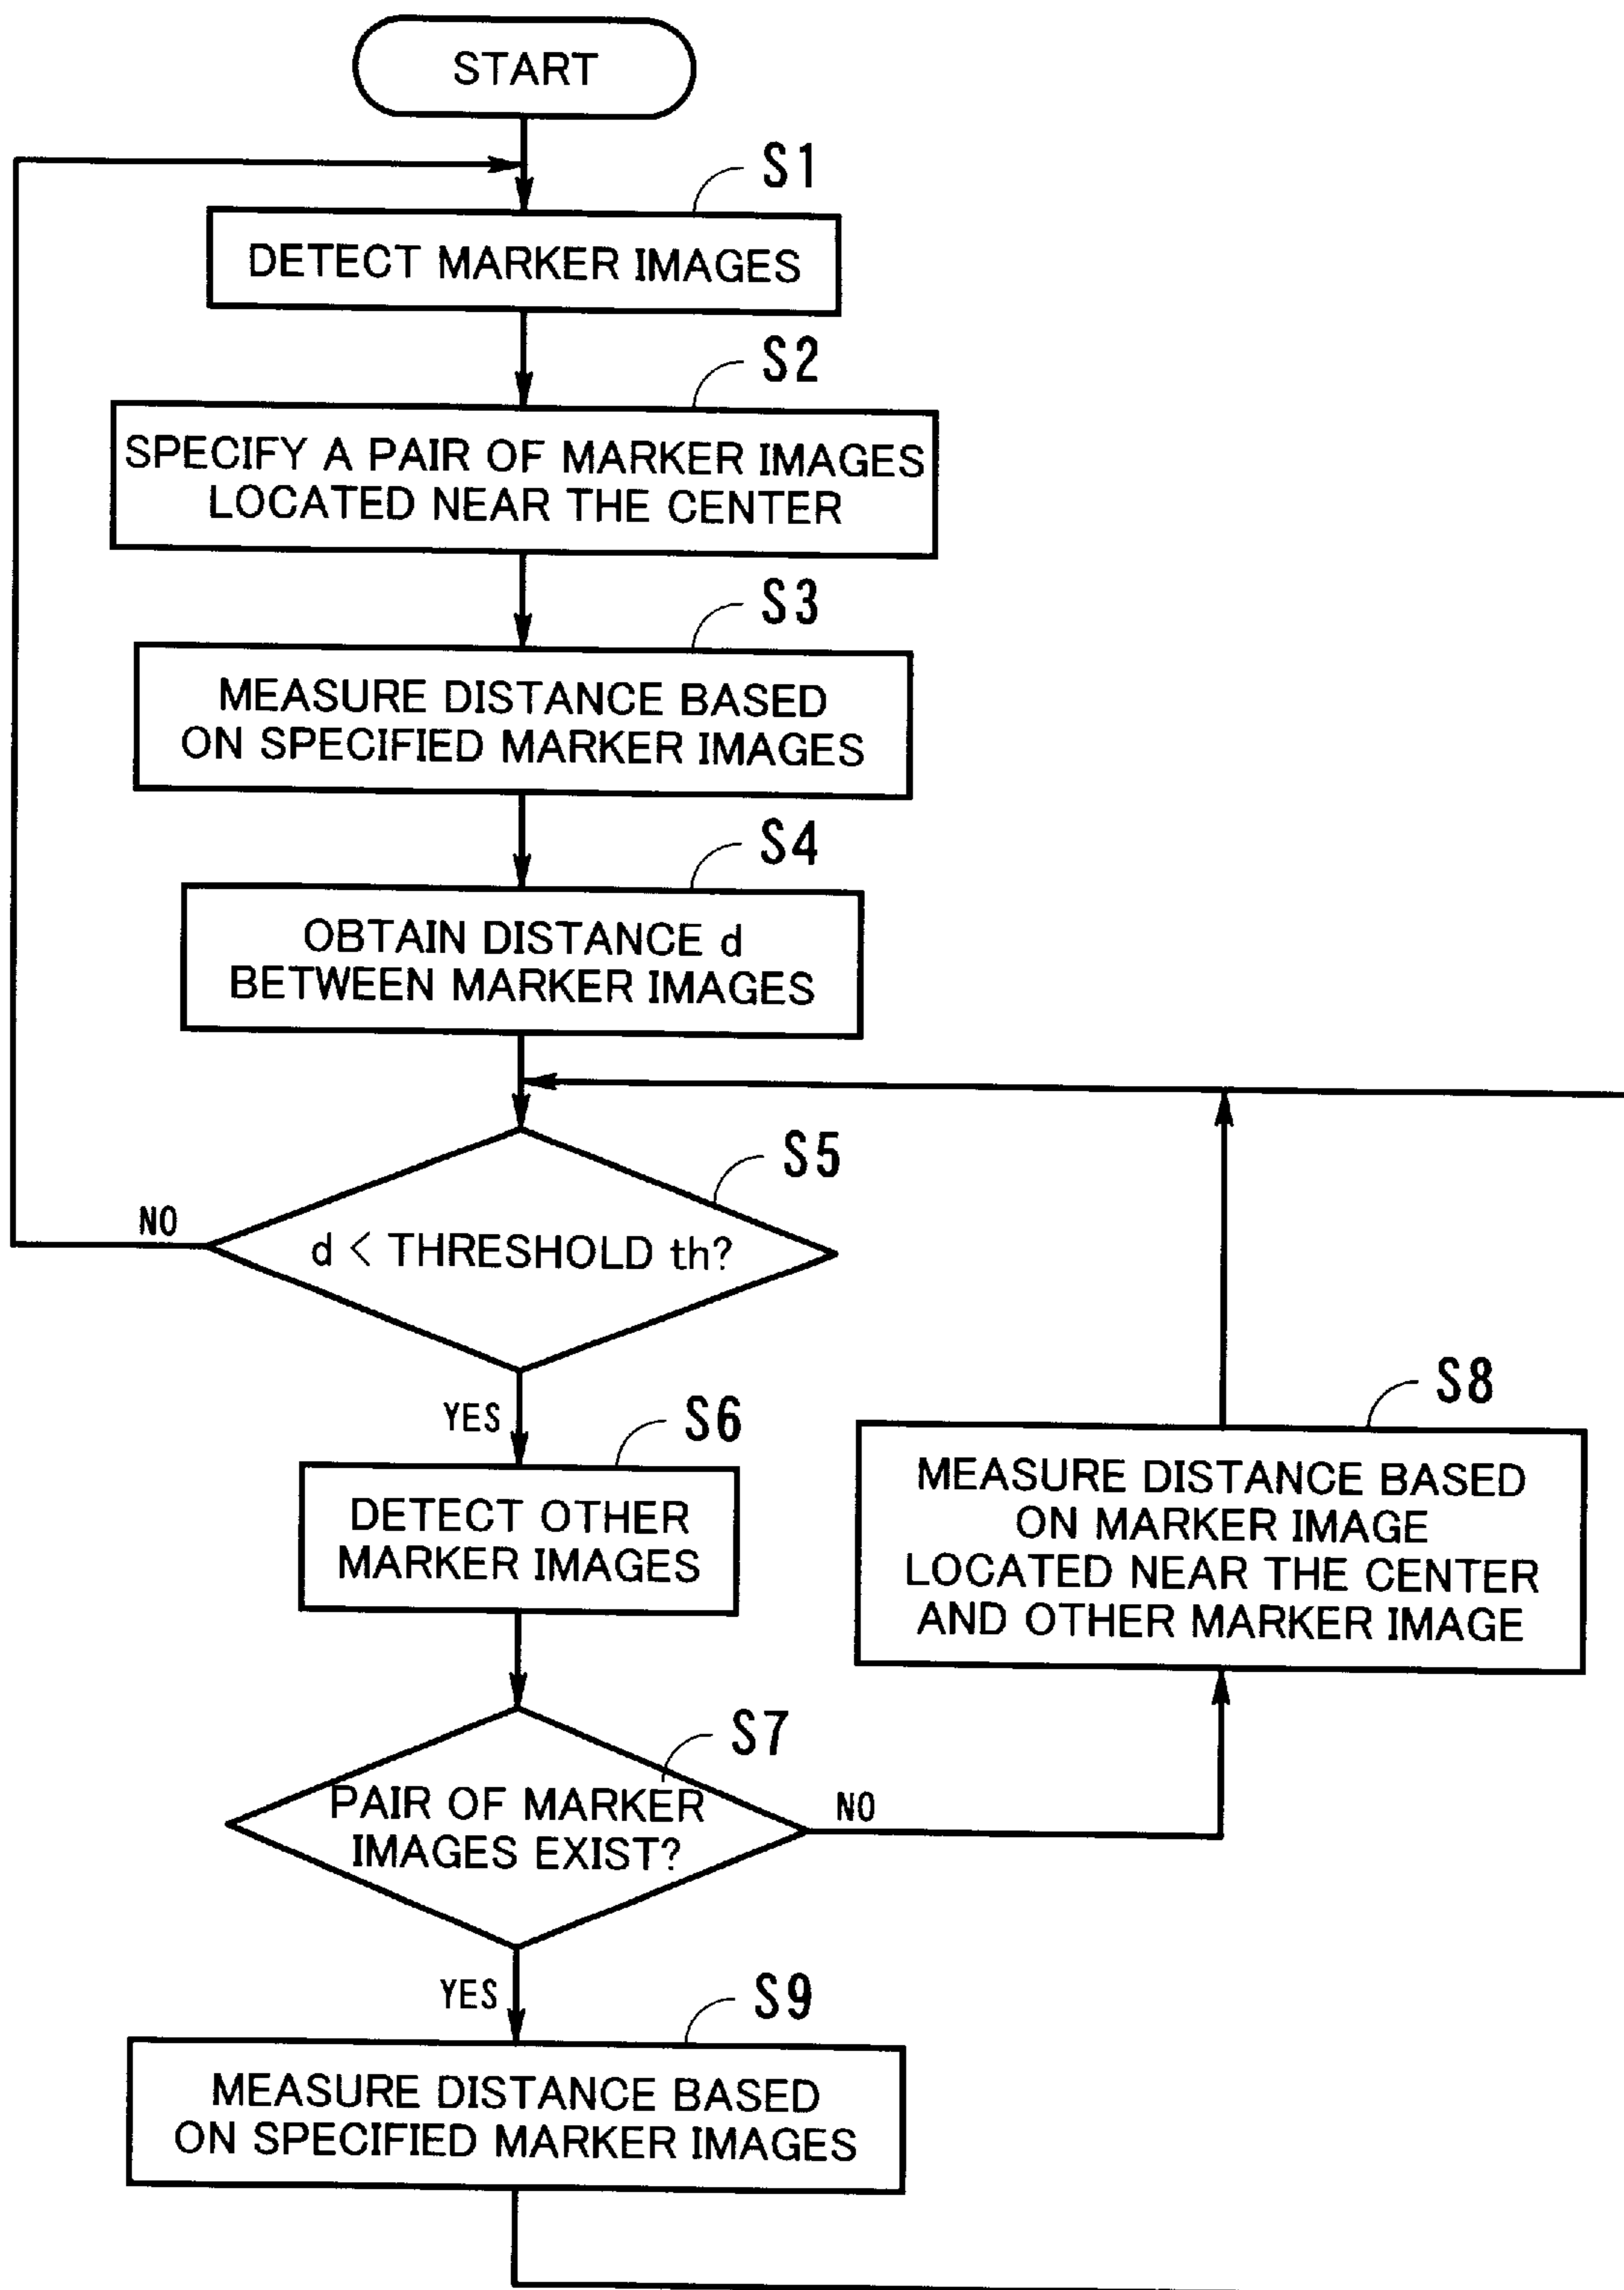 START
S1
DETECT MARKER IMAGES
S2
SPECIFY A PAIR OF MARKER IMAGES
LOCATED NEAR THE CENTER
S3
MEASURE DISTANCE BASED
ON SPECIFIED MARKER IMAGES
S4
OBTAIN DISTANCE d
BETWEEN MARKER IMAGES
S5
NO
d < THRESHOLD th?
YES
S6
DETECT OTHER
MARKER IMAGES
S8
MEASURE DISTANCE BASED
ON MARKER IMAGE
LOCATED NEAR THE CENTER
AND OTHER MARKER IMAGE
S7
PAIR OF MARKER
IMAGES EXIST?
NO
YES
S9
MEASURE DISTANCE BASED
ON SPECIFIED MARKER IMAGES